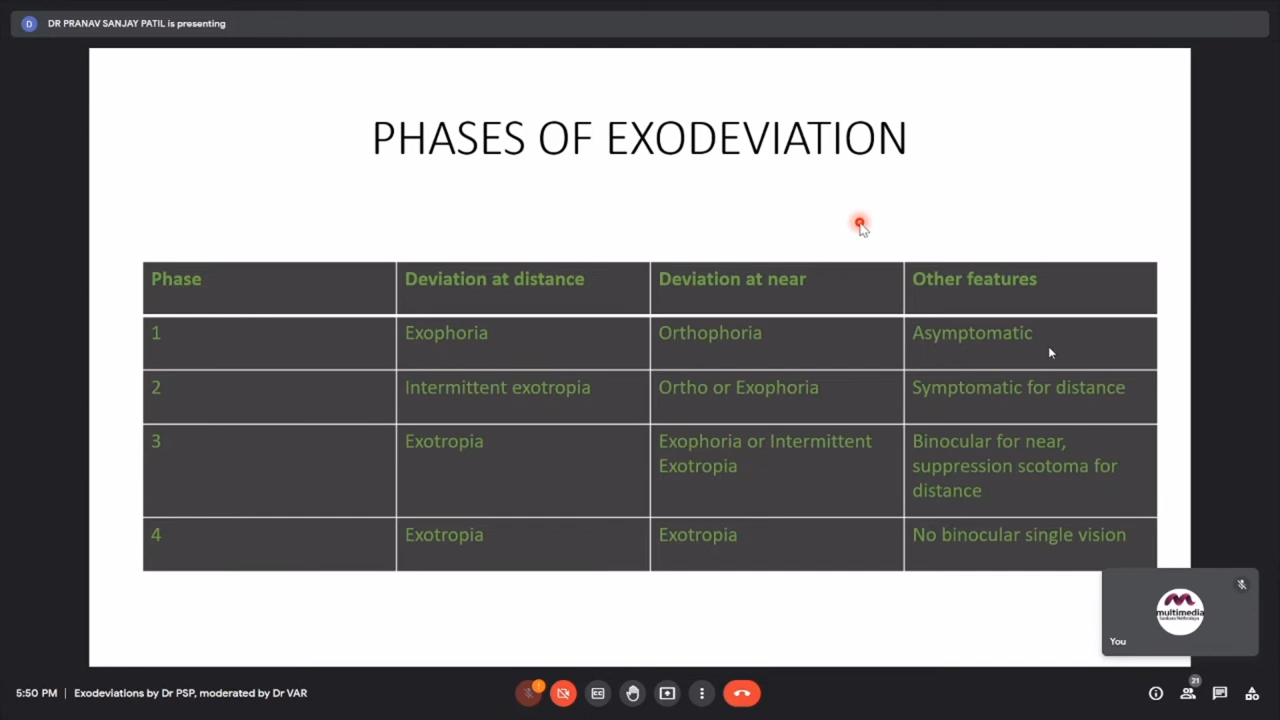 D DR PRANAV SANJAY PATIL is presenting
PHASES OF EXODEVIATION
Phase Deviation at distance Deviation at near Other features
1 Exophoria Orthophoria Asymptomatic
2 Intermittent exotropia Ortho or Exophoria Symptomatic for distance
3 Exotropia Exophoria or Intermittent Exotropia Binocular for near, suppression scotoma for distance
4 Exotropia Exotropia No binocular single vision
multimedia
You
5:50 PM | Exodeviations by Dr PSP, moderated by Dr VAR
!
CC
21